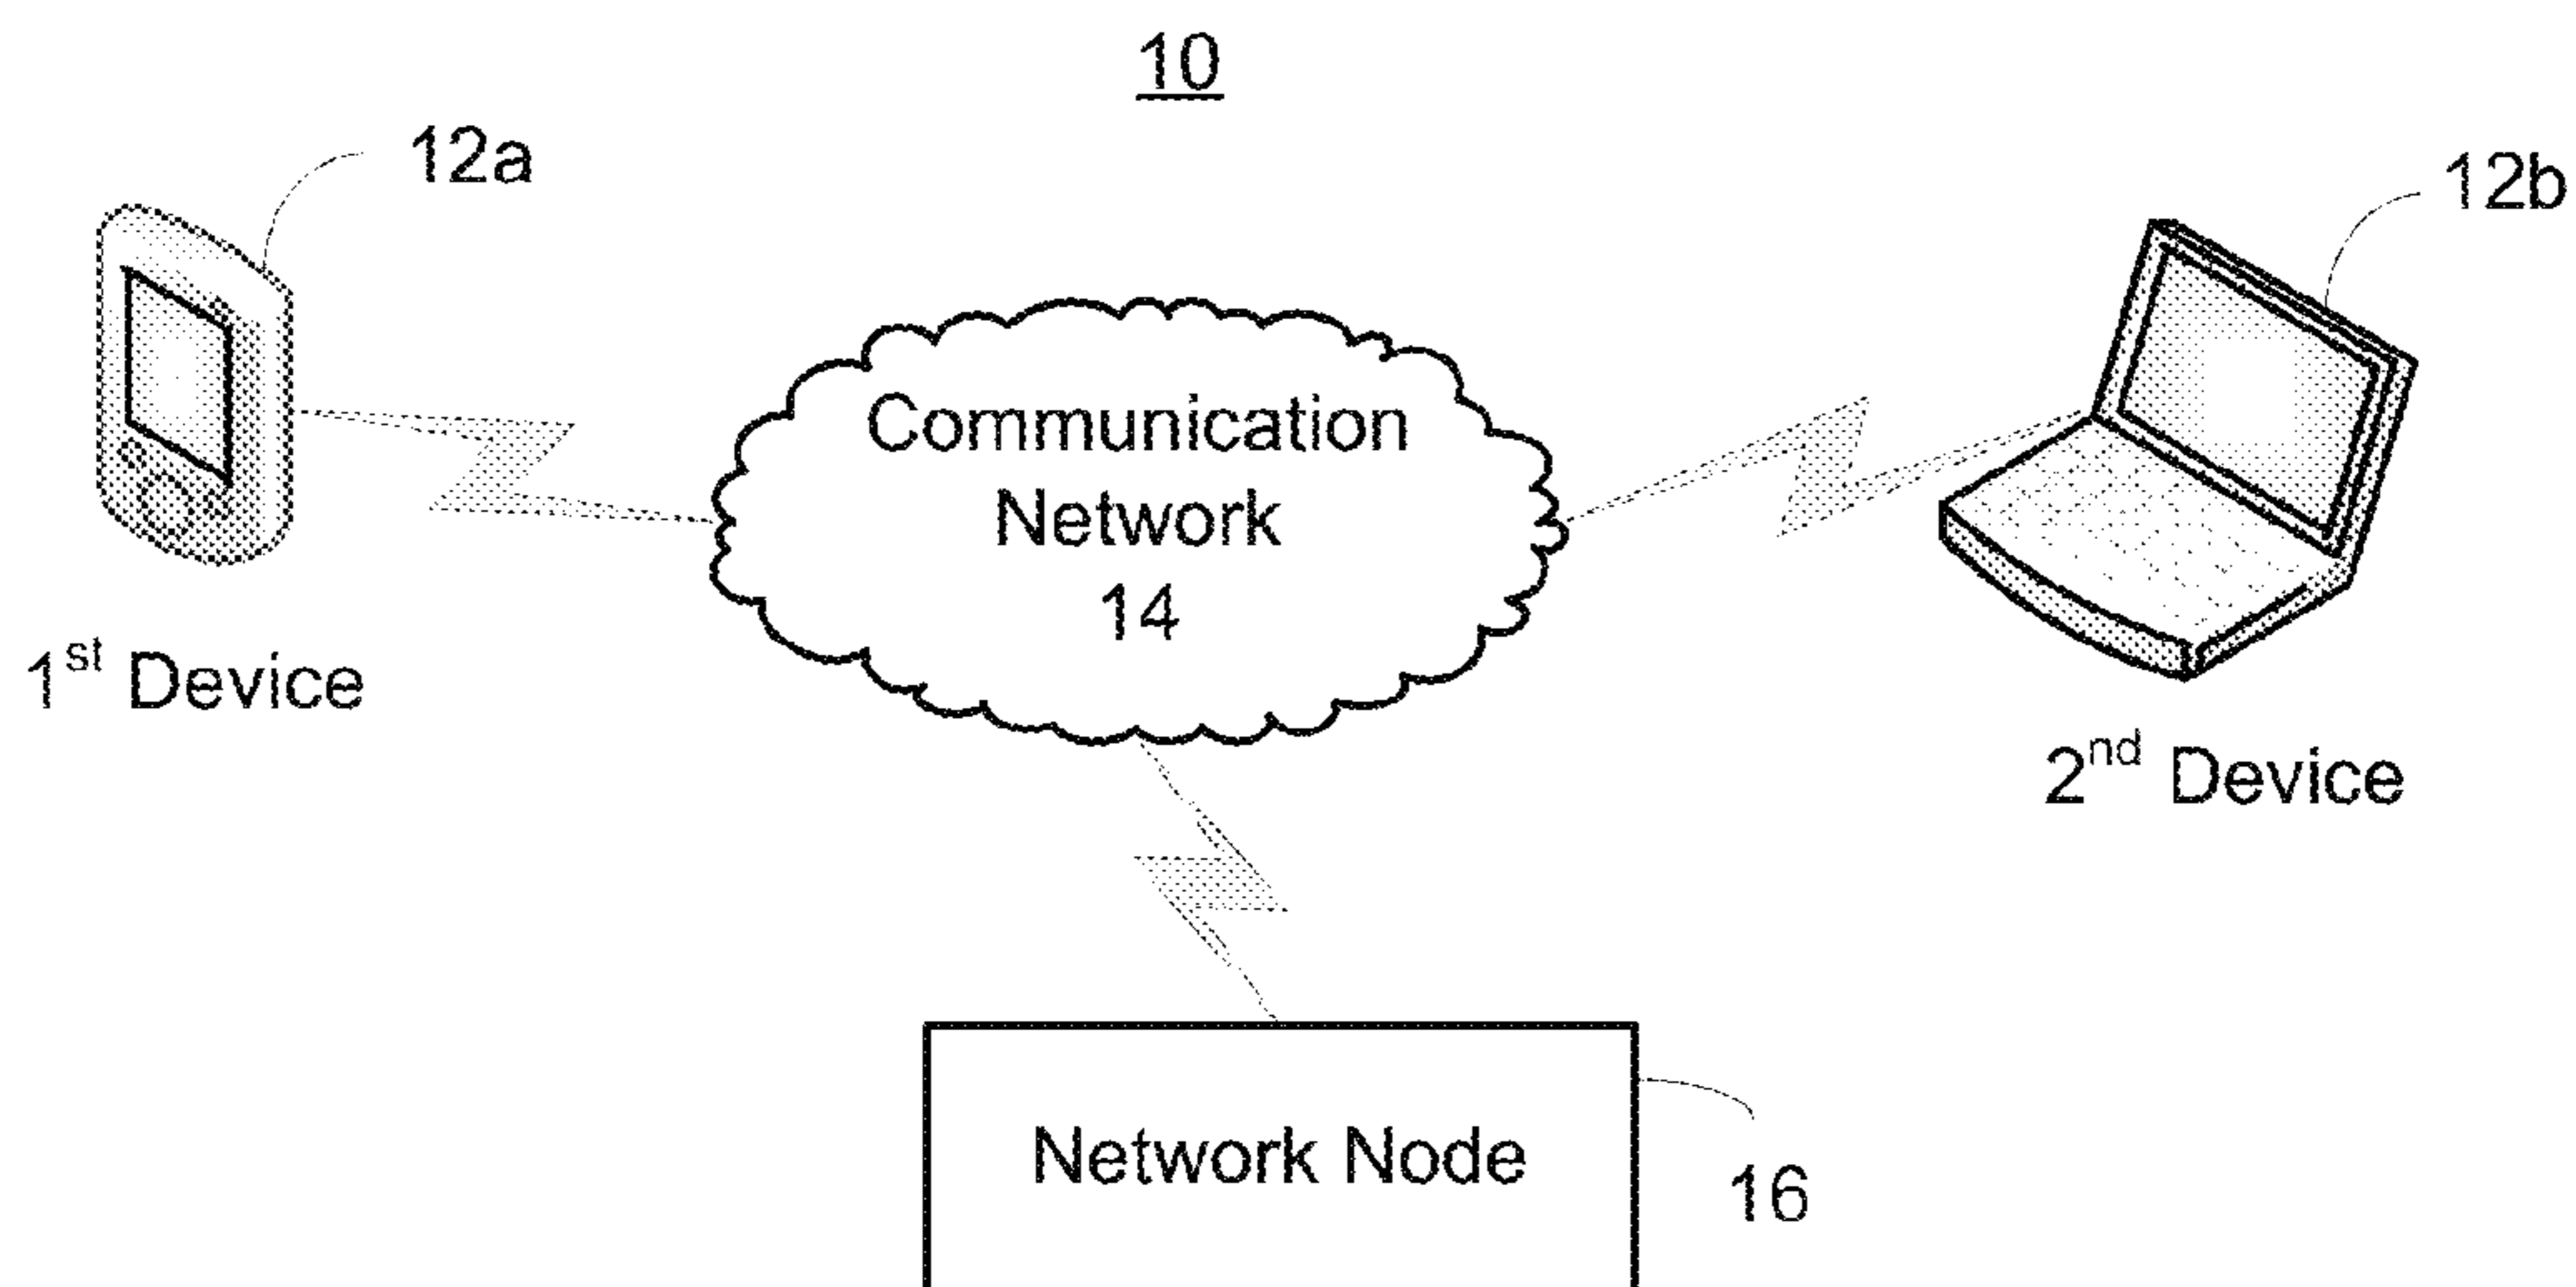 10
12a
12b
Communication
Network
14
1st Device
2nd Device
Network Node
16